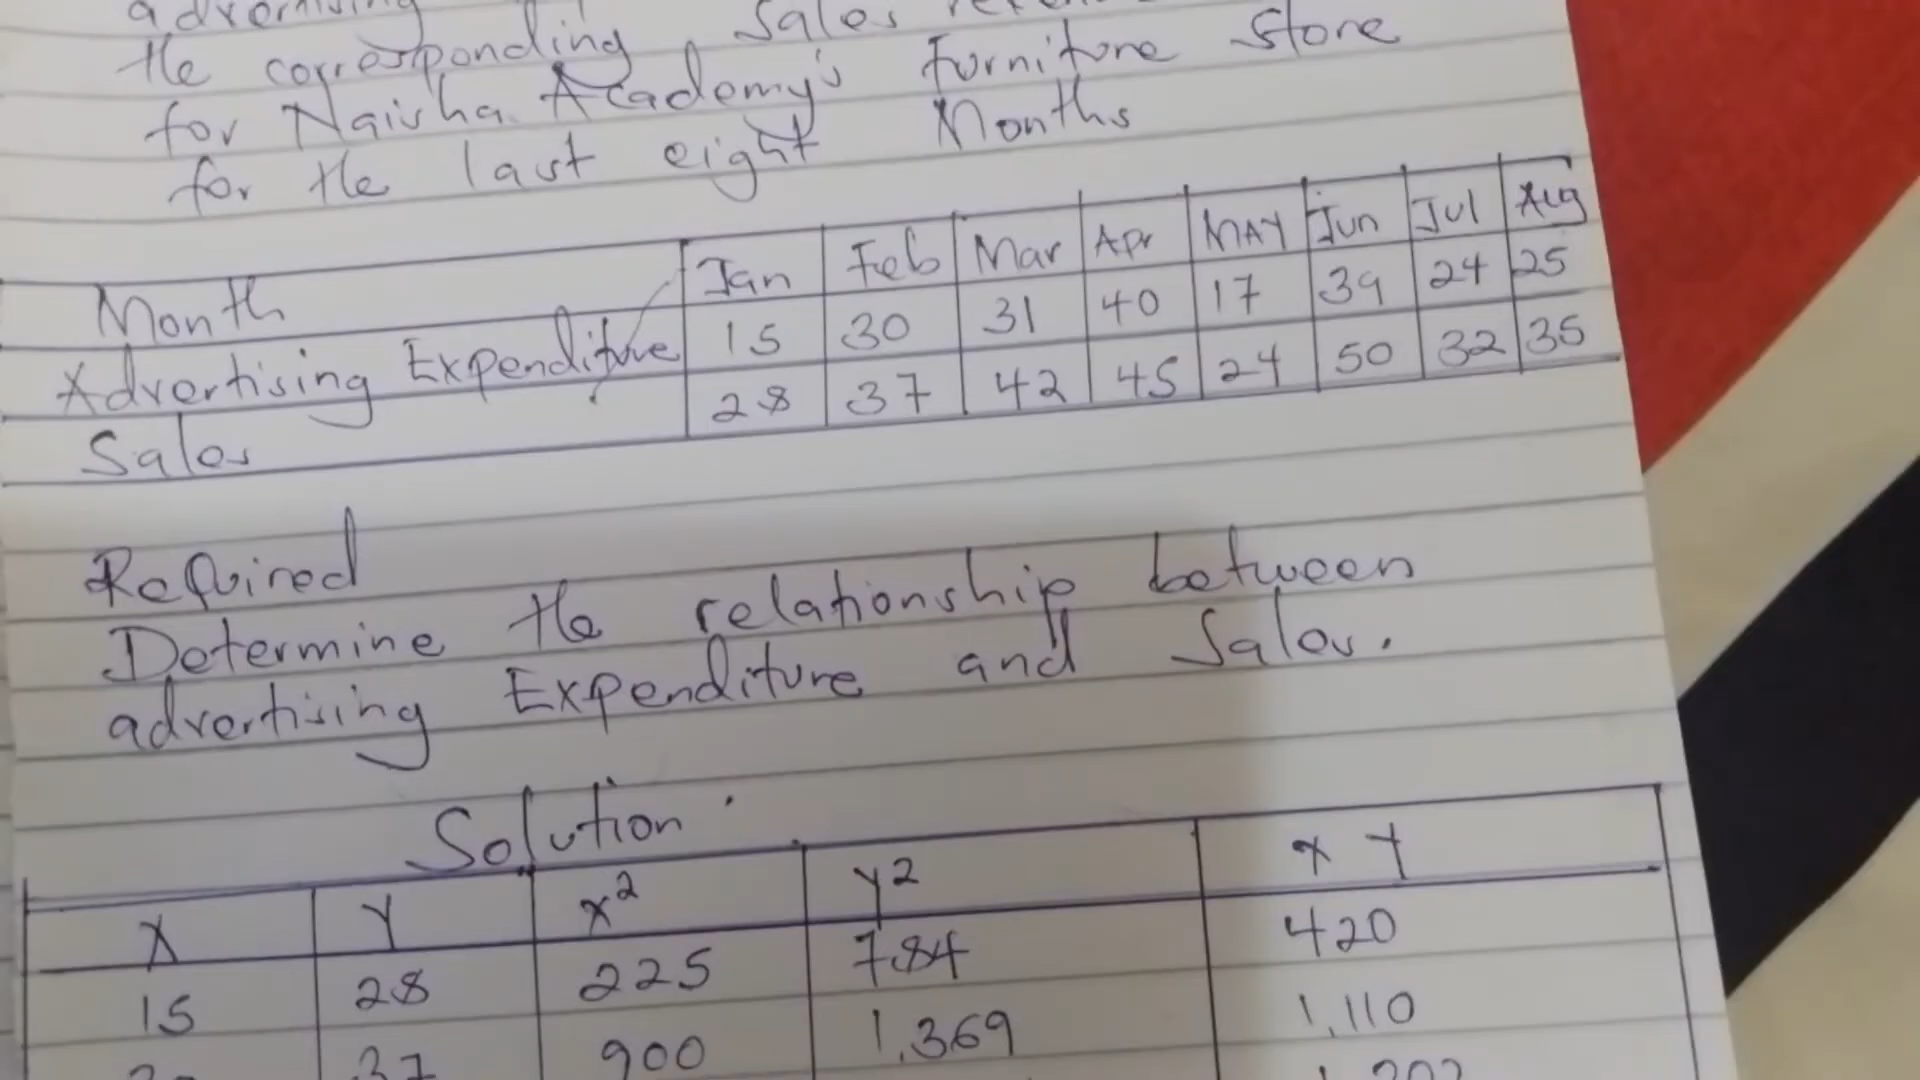 advertising
the corresponding Sales
for Naisha Academy's Furniture Store
for the last eight Months
Month Jan Feb Mar Apr MAY Jun Jul Aug
Advertising Expenditure 15 30 31 40 17 39 24 25
Sales 28 37 42 45 24 50 32 35
Required
Determine the relationship between
advertising Expenditure and Sales.
Solution
X Y x2 Y2 x Y
15 28 225 784 420
37 900 1,369 1,110